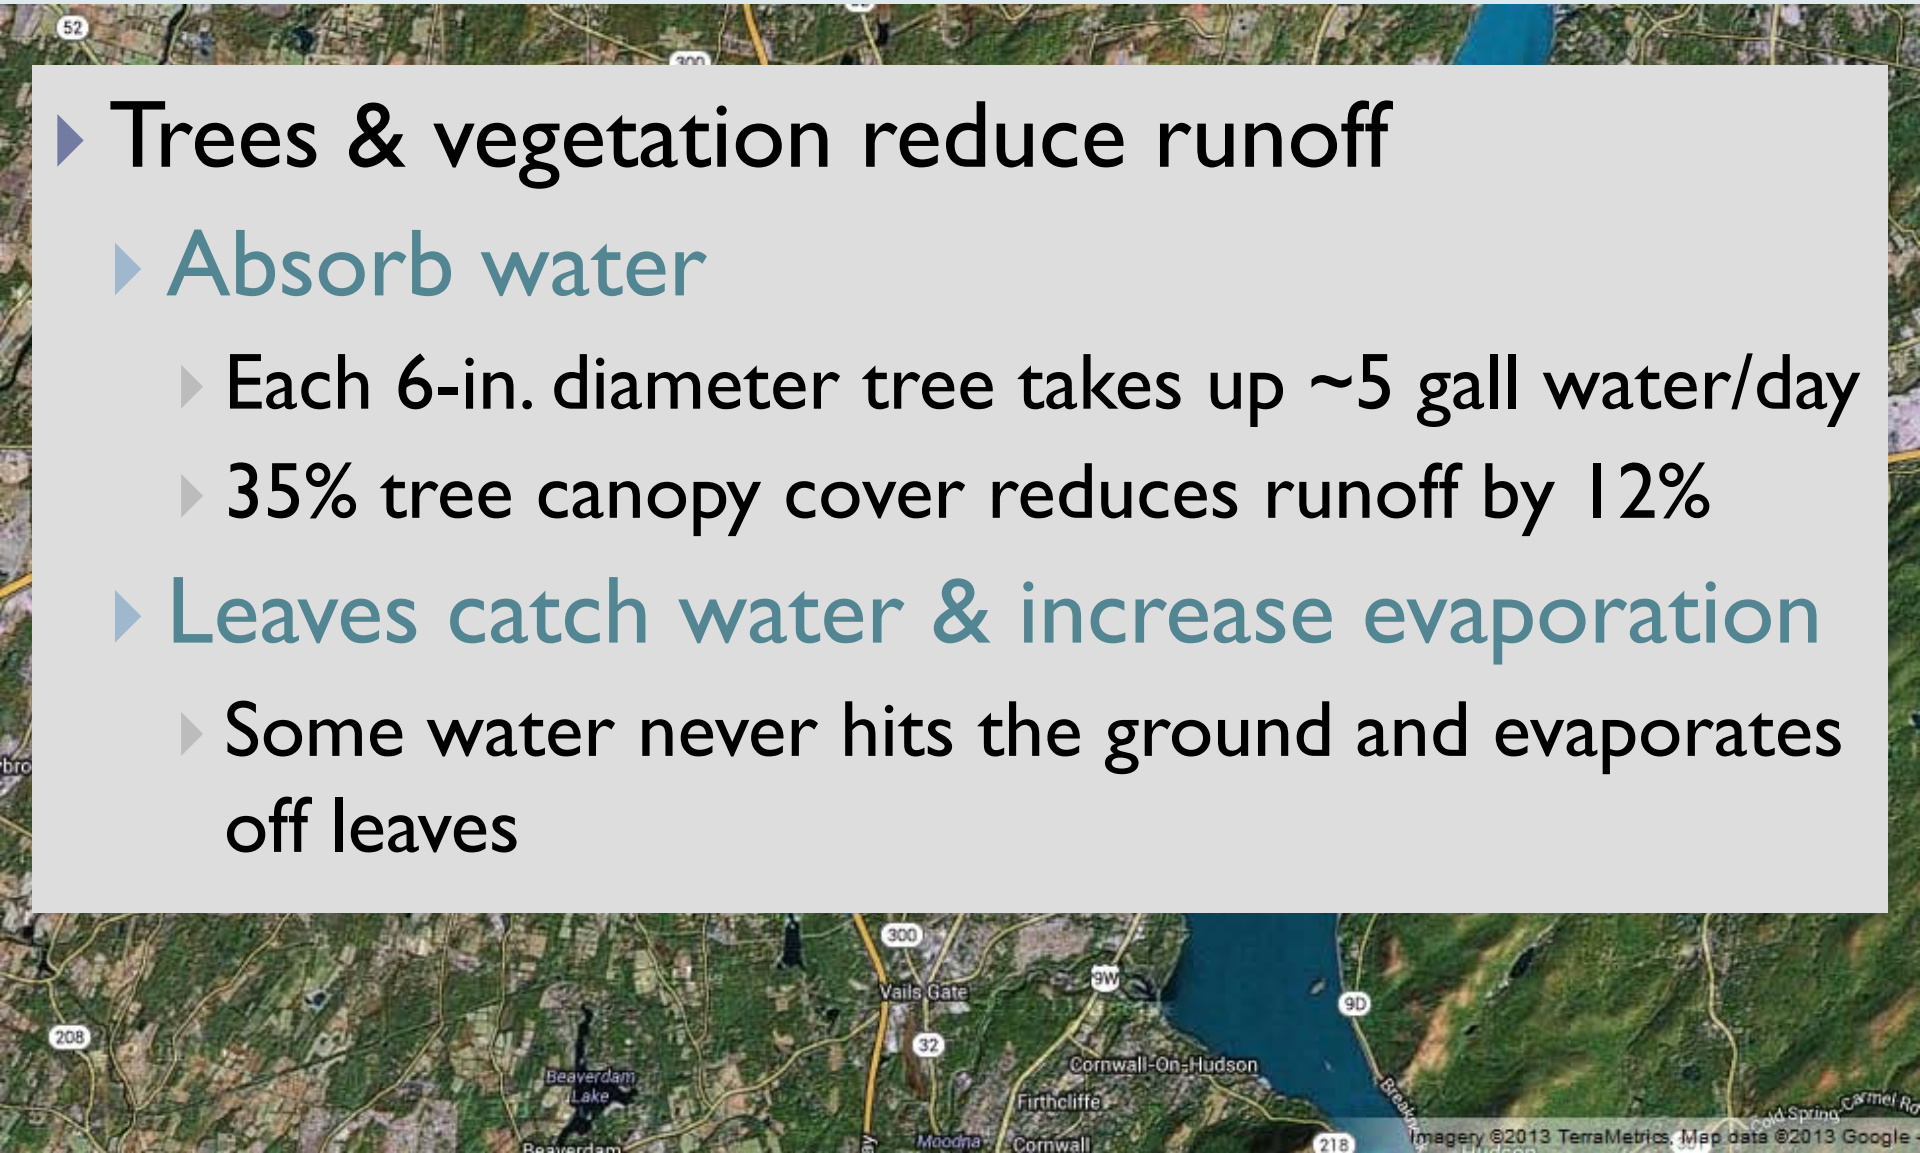 52
300
Trees & vegetation reduce runoff
Absorb water
Each 6-in. diameter tree takes up ~5 gall water/day
35% tree canopy cover reduces runoff by 12%
Leaves catch water & increase evaporation
Some water never hits the ground and evaporates
off leaves
300
9W
Vails Gate
9D
208
32
Cornwall-On-Hudson
Beaverdam
Lake
Firthcliffe
Cold Spring Carmel Rd
Moodna
Cornwall
218
Imagery ©2013 TerraMetrics, Map data ©2013 Google -
Beaverdam